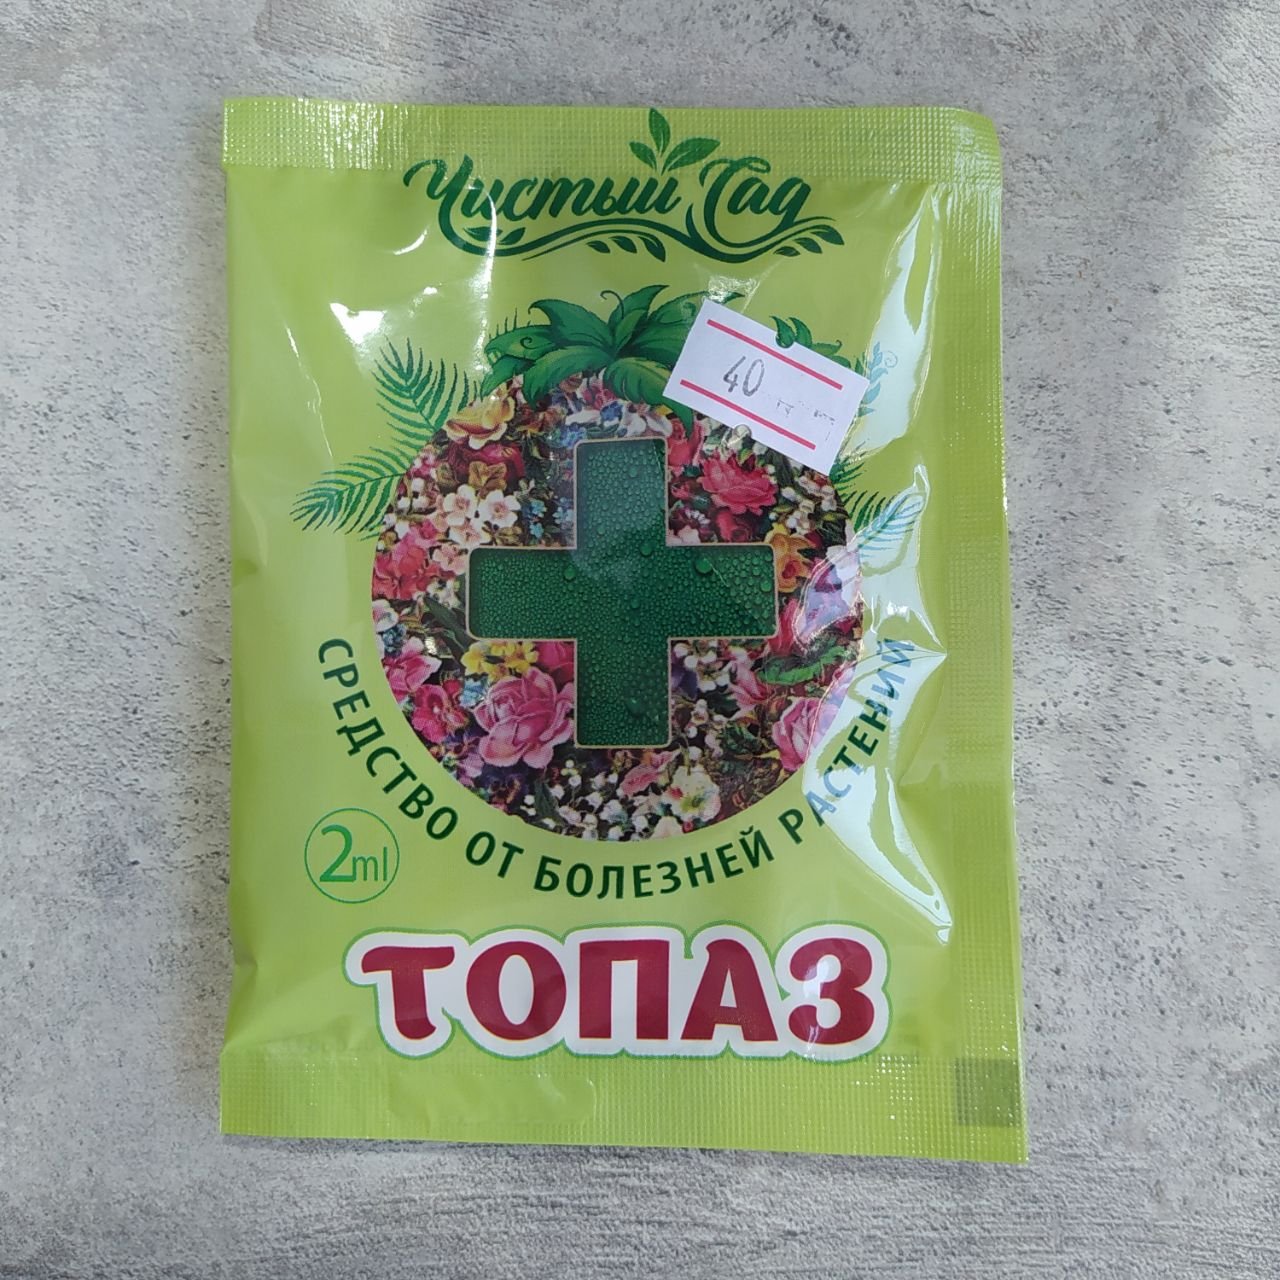 Чистый Сад
40
СРЕДСТВО ОТ БОЛЕЗНЕЙ РАСТЕНИЙ
2ml
ТОПАЗ